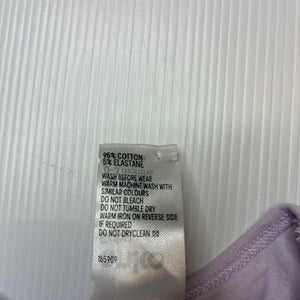 95% COTTON
5% ELASTANE
WASH BEFORE WEAR
WARM MACHINE WASH WITH
SIMILAR COLOURS
DO NOT BLEACH
DO NOT TUMBLE DRY
WARM IRON ON REVERSE SIDE
IF REQUIRED
DO NOT DRYCLEAN
165909